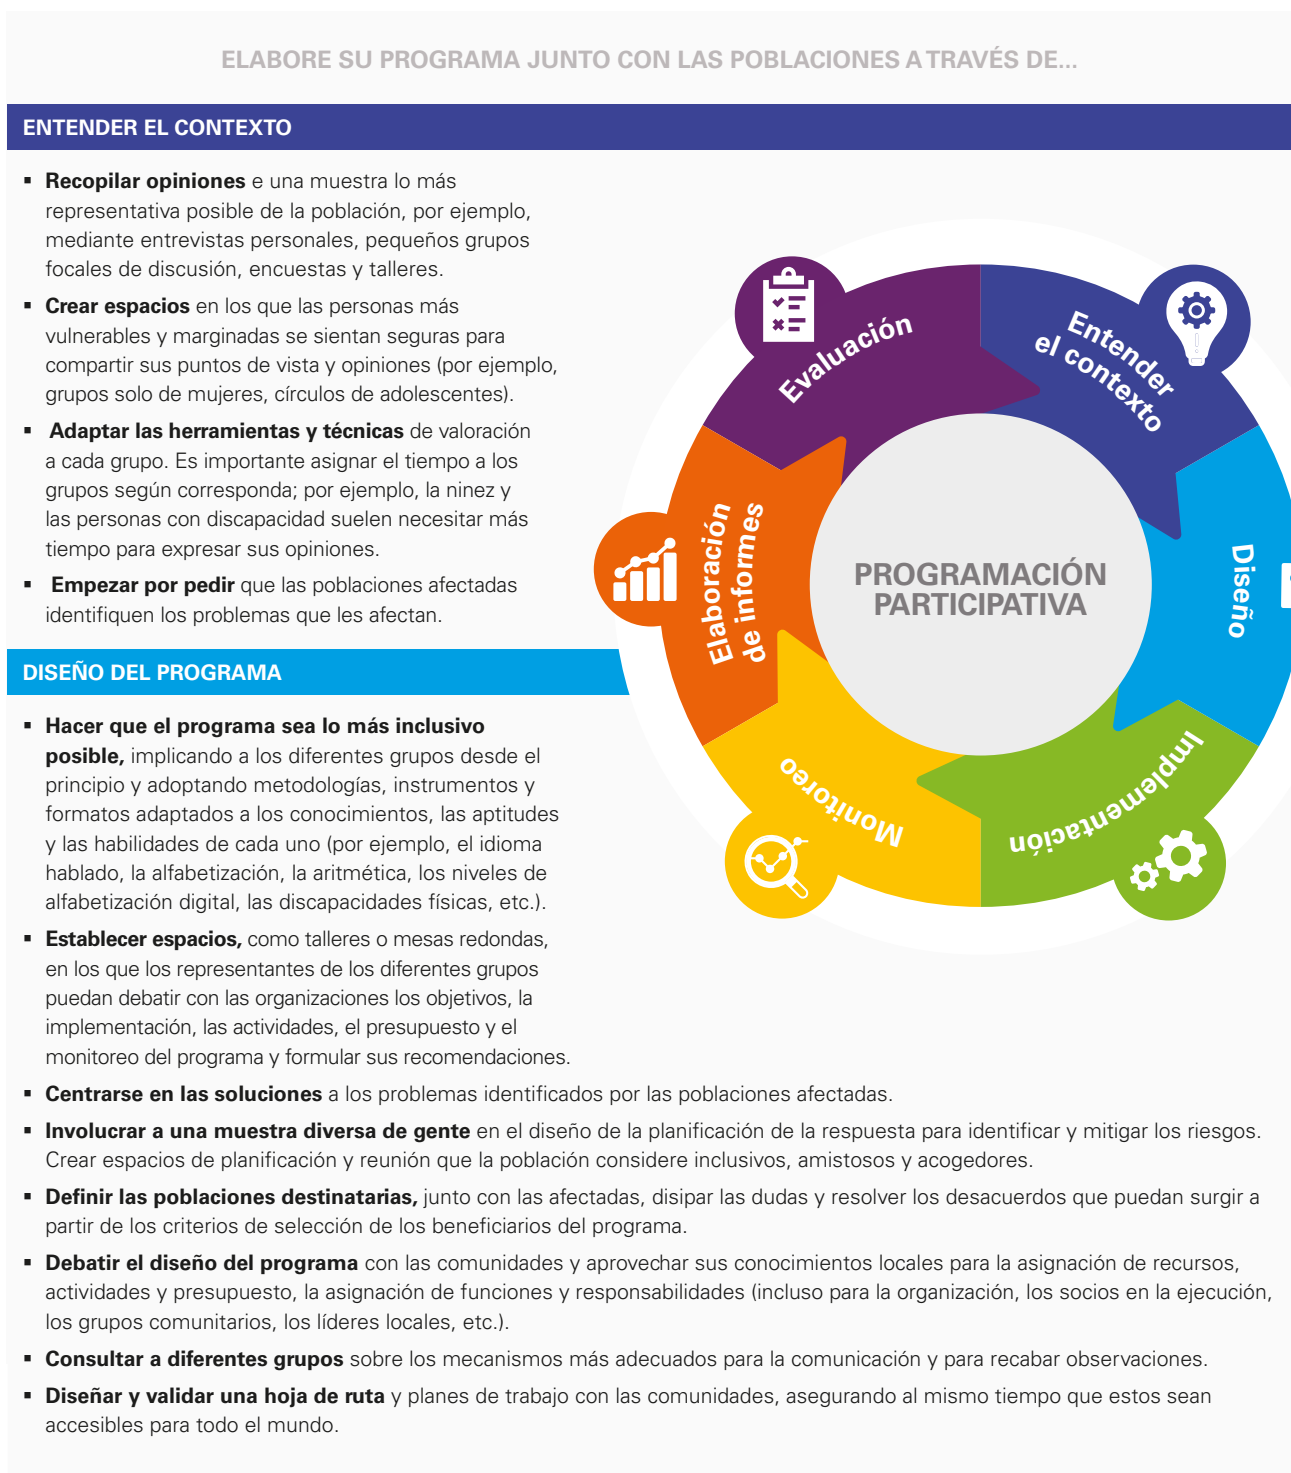 ELABORE SU PROGRAMA JUNTO CON LAS POBLACIONES A TRAVÉS DE...
ENTENDER EL CONTEXTO
▪ Recopilar opiniones e una muestra lo más
representativa posible de la población, por ejemplo,
mediante entrevistas personales, pequeños grupos
focales de discusión, encuestas y talleres.
▪ Crear espacios en los que las personas más
vulnerables y marginadas se sientan seguras para
compartir sus puntos de vista y opiniones (por ejemplo,
grupos solo de mujeres, círculos de adolescentes).
▪ Adaptar las herramientas y técnicas de valoración
a cada grupo. Es importante asignar el tiempo a los
grupos según corresponda; por ejemplo, la ninez y
las personas con discapacidad suelen necesitar más
tiempo para expresar sus opiniones.
▪ Empezar por pedir que las poblaciones afectadas
identifiquen los problemas que les afectan.
Evaluación
Entender
el contexto
Elaboración
de informes
Diseño
PROGRAMACIÓN
PARTICIPATIVA
Monitoreo
Implementación
DISEÑO DEL PROGRAMA
▪ Hacer que el programa sea lo más inclusivo
posible, implicando a los diferentes grupos desde el
principio y adoptando metodologías, instrumentos y
formatos adaptados a los conocimientos, las aptitudes
y las habilidades de cada uno (por ejemplo, el idioma
hablado, la alfabetización, la aritmética, los niveles de
alfabetización digital, las discapacidades físicas, etc.).
▪ Establecer espacios, como talleres o mesas redondas,
en los que los representantes de los diferentes grupos
puedan debatir con las organizaciones los objetivos, la
implementación, las actividades, el presupuesto y el
monitoreo del programa y formular sus recomendaciones.
▪ Centrarse en las soluciones a los problemas identificados por las poblaciones afectadas.
▪ Involucrar a una muestra diversa de gente en el diseño de la planificación de la respuesta para identificar y mitigar los riesgos.
Crear espacios de planificación y reunión que la población considere inclusivos, amistosos y acogedores.
▪ Definir las poblaciones destinatarias, junto con las afectadas, disipar las dudas y resolver los desacuerdos que puedan surgir a
partir de los criterios de selección de los beneficiarios del programa.
▪ Debatir el diseño del programa con las comunidades y aprovechar sus conocimientos locales para la asignación de recursos,
actividades y presupuesto, la asignación de funciones y responsabilidades (incluso para la organización, los socios en la ejecución,
los grupos comunitarios, los líderes locales, etc.).
▪ Consultar a diferentes grupos sobre los mecanismos más adecuados para la comunicación y para recabar observaciones.
▪ Diseñar y validar una hoja de ruta y planes de trabajo con las comunidades, asegurando al mismo tiempo que estos sean
accesibles para todo el mundo.